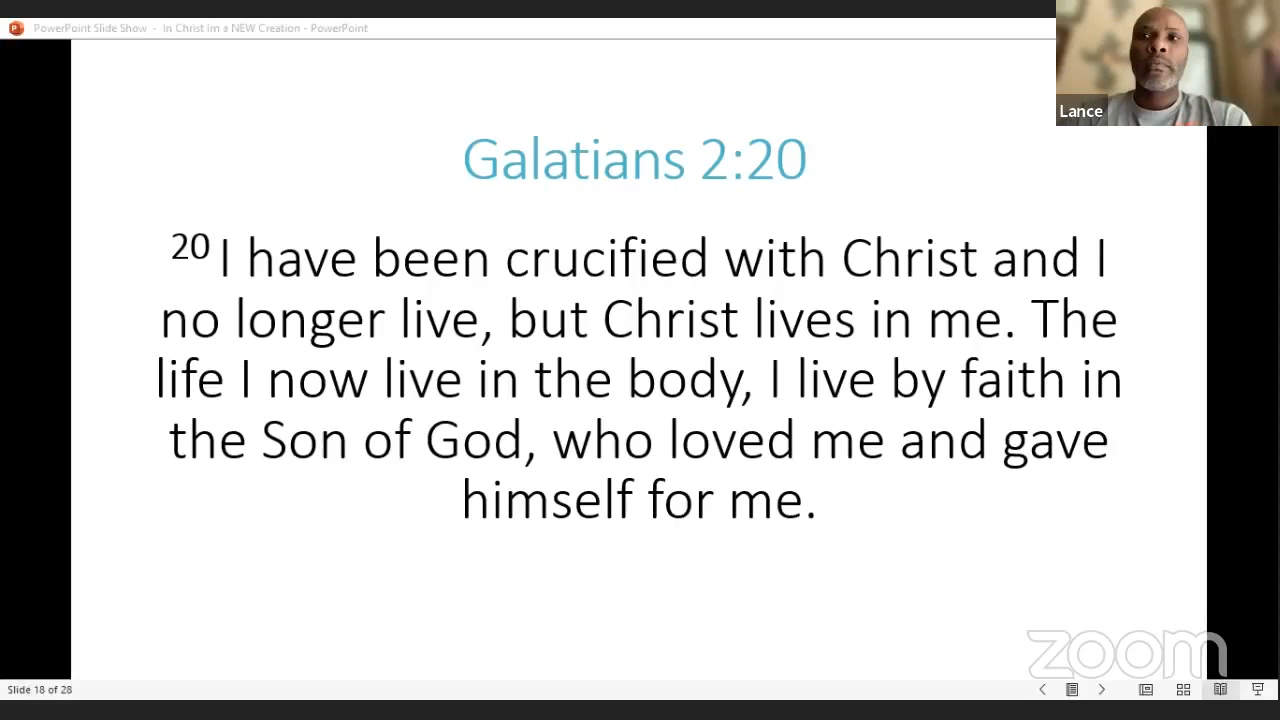 PowerPoint Slide Show - In Christ Im a NEW Creation - PowerPoint
Lance
Galatians 2:20
20 I have been crucified with Christ and I
no longer live, but Christ lives in me. The
life I now live in the body, I live by faith in
the Son of God, who loved me and gave
himself for me.
zoom
Slide 18 of 28